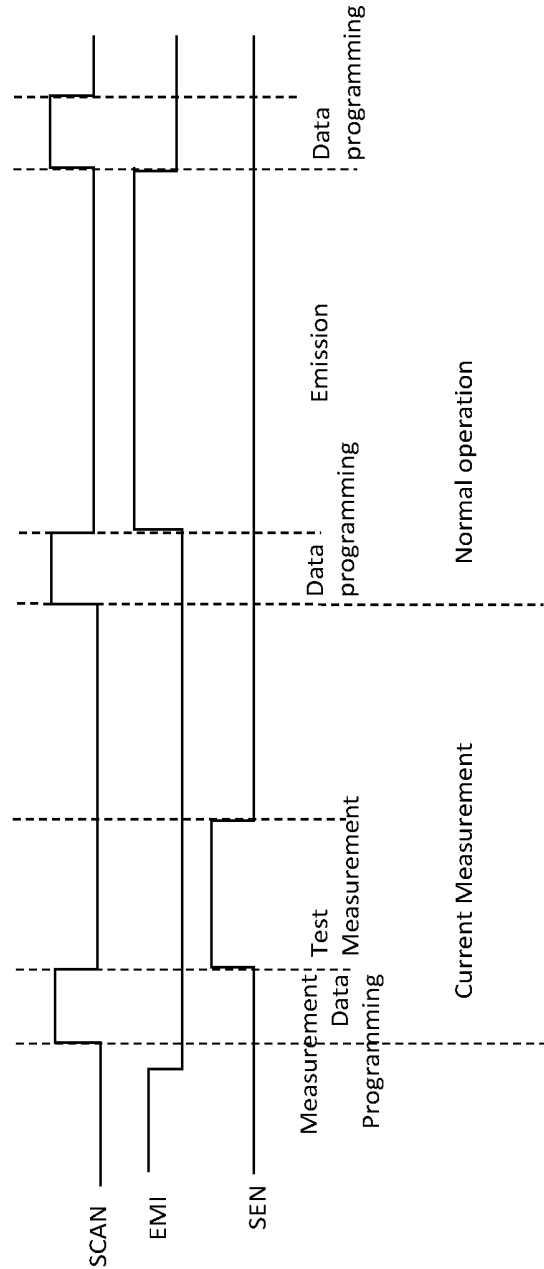 SCAN
EMI
SEN
Measurement
Data
Programming
Test
Measurement
Data
programming
Emission
Data
programming
Current Measurement
Normal operation